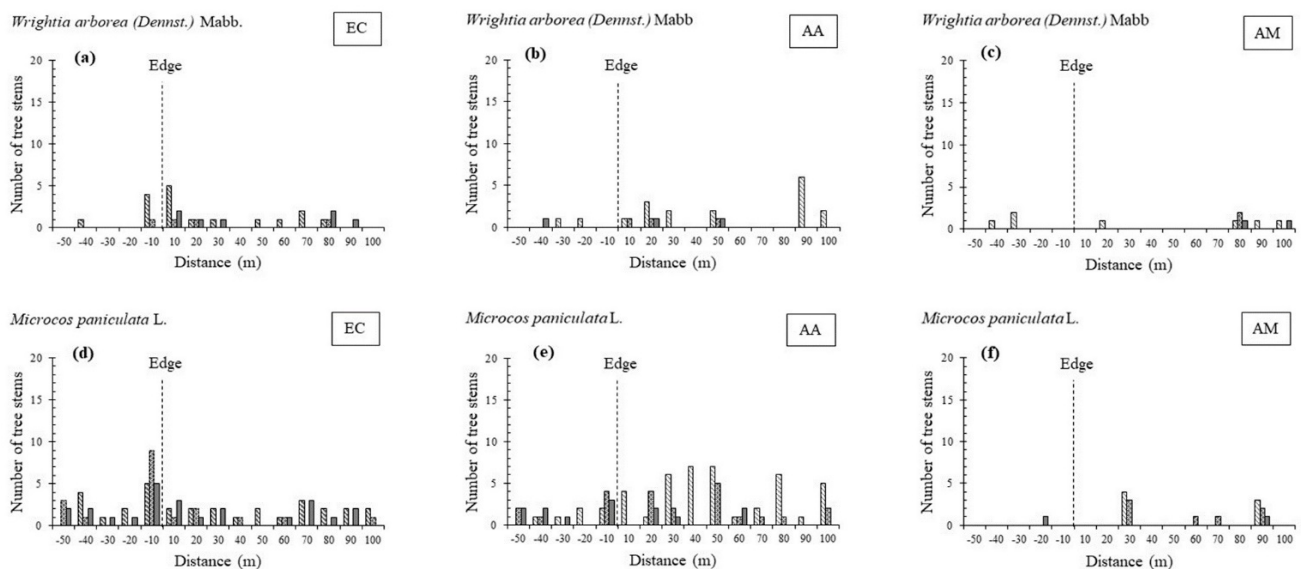 Wrightia arborea (Dennst.) Mabb.
EC
(a)
Edge
Number of tree stems
20
15
10
5
0
-50 -40 -30 -20 -10 10 20 30 40 50 60 70 80 90 100
Distance (m)
Wrightia arborea (Dennst.) Mabb
AA
(b)
Edge
Number of tree stems
20
15
10
5
0
-50 -40 -30 -20 -10 10 20 30 40 50 60 70 80 90 100
Distance (m)
Wrightia arborea (Dennst.) Mabb
AM
(c)
Edge
Number of tree stems
20
15
10
5
0
-50 -40 -30 -20 -10 10 20 30 40 50 60 70 80 90 100
Distance (m)
Microcos paniculata L.
EC
(d)
Edge
Number of tree stems
20
15
10
5
0
-50 -40 -30 -20 -10 10 20 30 40 50 60 70 80 90 100
Distance (m)
Microcos paniculata L.
AA
(e)
Edge
Number of tree stems
20
15
10
5
0
-50 -40 -30 -20 -10 10 20 30 40 50 60 70 80 90 100
Distance (m)
Microcos paniculata L.
AM
(f)
Edge
Number of tree stems
20
15
10
5
0
-50 -40 -30 -20 -10 10 20 30 40 50 60 70 80 90 100
Distance (m)